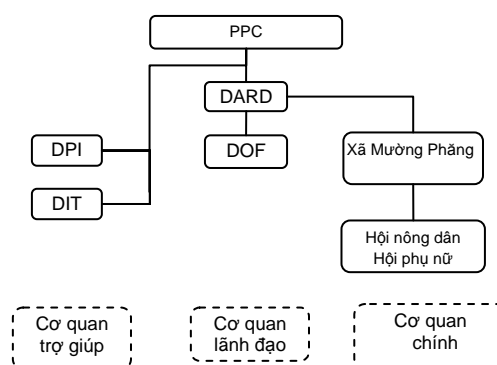 PPC
DARD
DPI
DOF
Xã Mường Phăng
DIT
Hội nông dân
Hội phụ nữ
Cơ quan
trợ giúp
Cơ quan
lãnh đạo
Cơ quan
chính